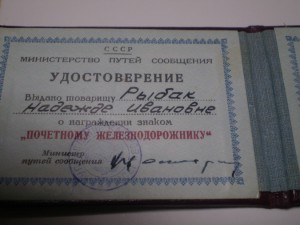 СССР
МИНИСТЕРСТВО ПУТЕЙ СООБЩЕНИЯ
УДОСТОВЕРЕНИЕ
Выдано товарищу Рыбак
Надежде Ивановне
о награждении знаком
„ПОЧЕТНОМУ ЖЕЛЕЗНОДОРОЖНИКУ“
Министр
путей сообщения